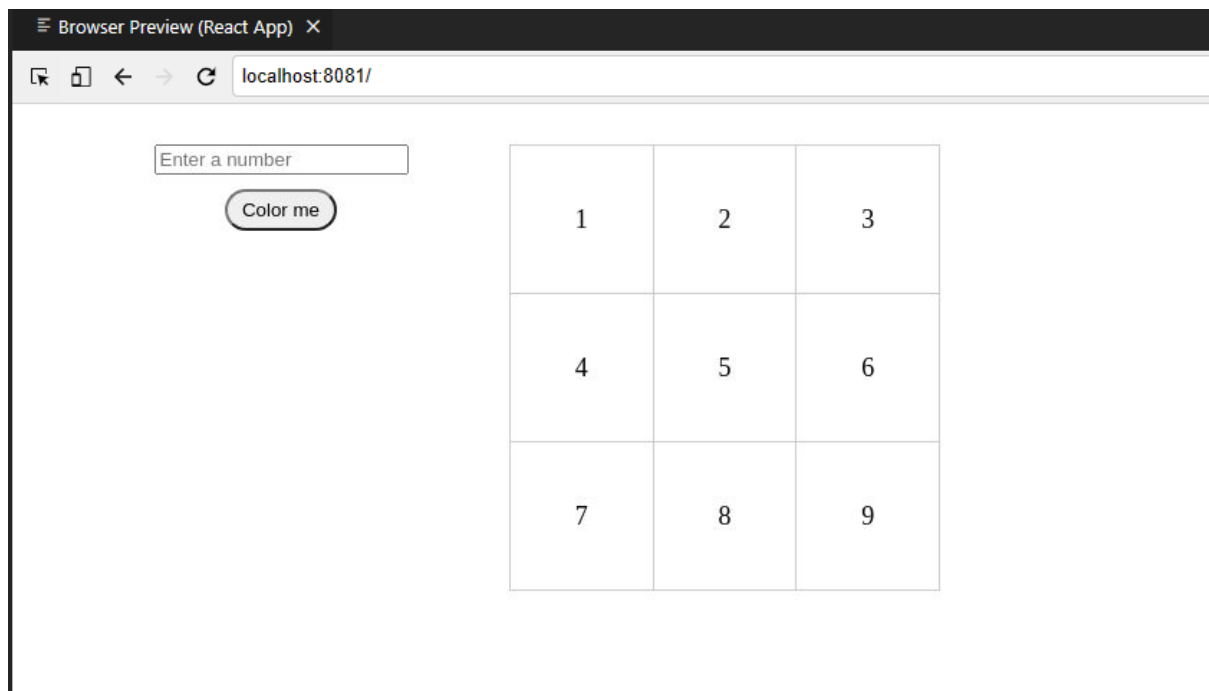 Browser Preview (React App)
localhost:8081/
Enter a number
Color me
1 2 3
4 5 6
7 8 9